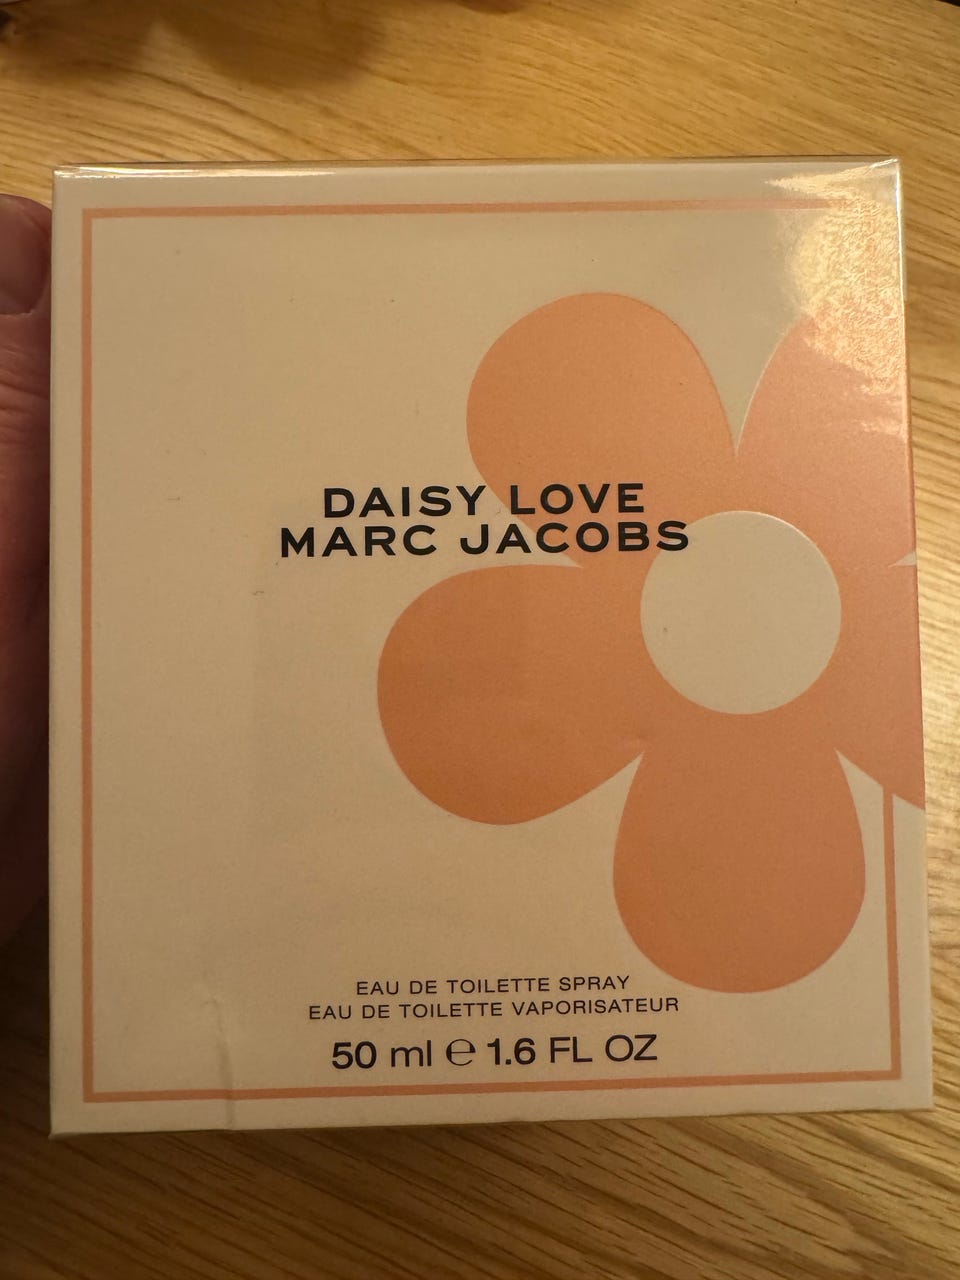 DAISY LOVE
MARC JACOBS
EAU DE TOILETTE SPRAY
EAU DE TOILETTE VAPORISATEUR
50 ml ℮ 1.6 FL OZ